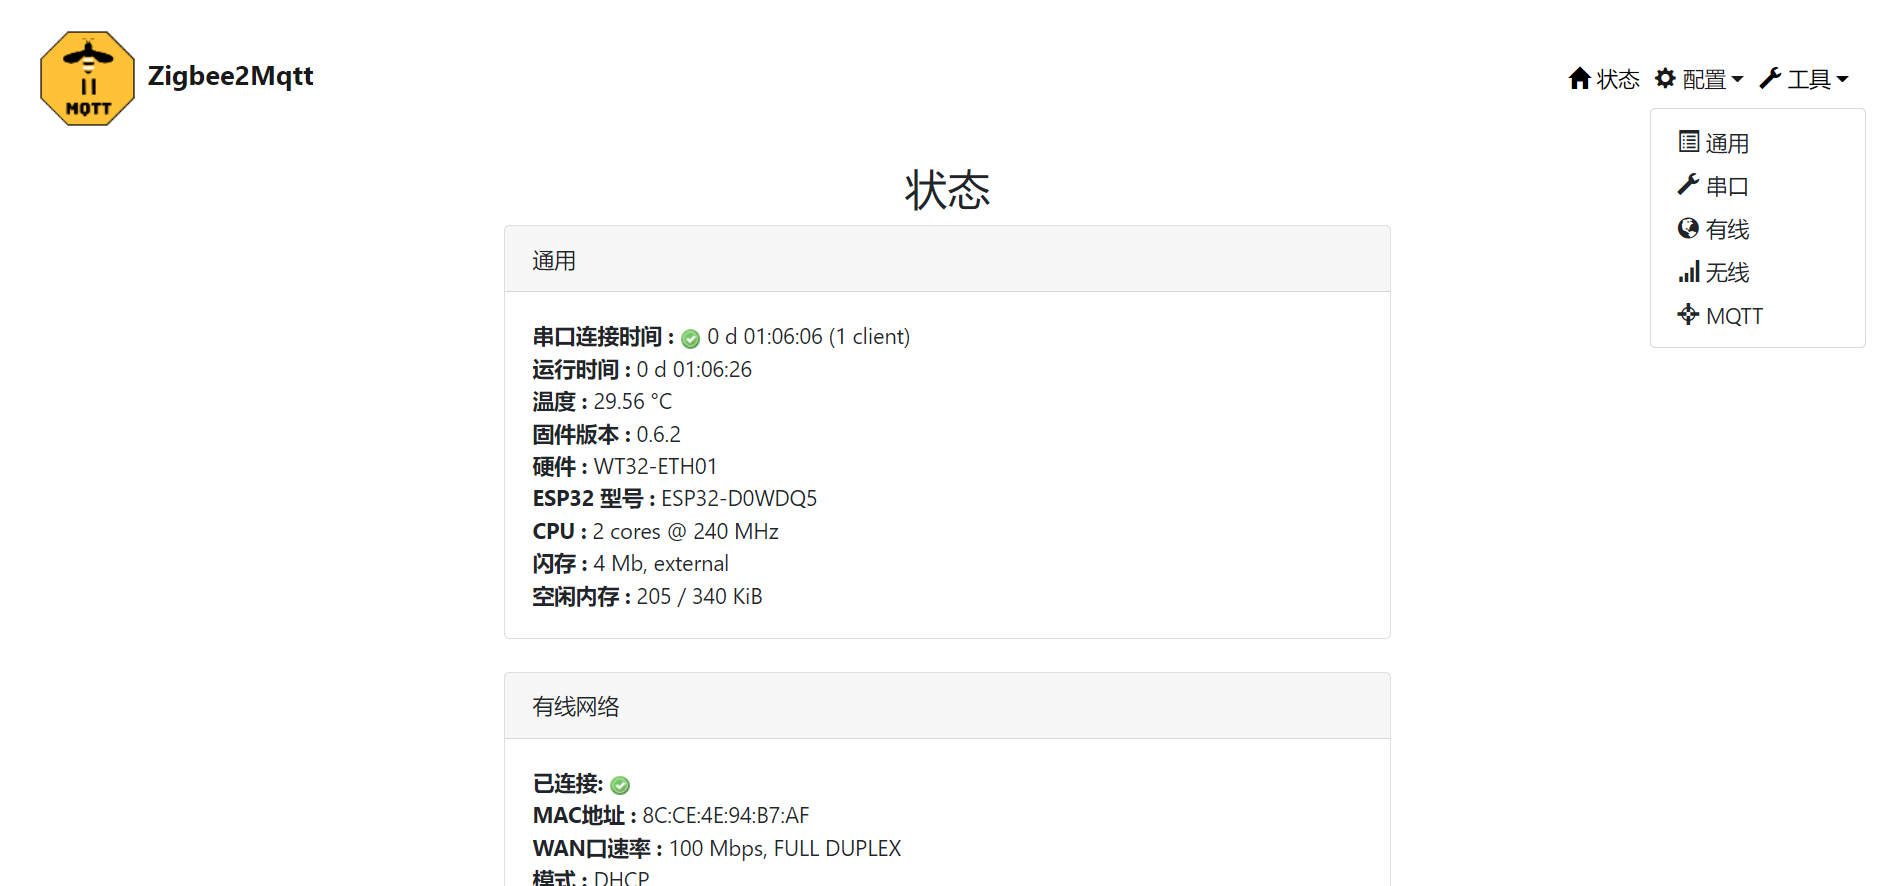 MQTT
Zigbee2Mqtt
状态 配置 工具
通用
串口
有线
无线
MQTT
状态
通用
串口连接时间 : 0 d 01:06:06 (1 client)
运行时间 : 0 d 01:06:26
温度 : 29.56 °C
固件版本 : 0.6.2
硬件 : WT32-ETH01
ESP32 型号 : ESP32-D0WDQ5
CPU : 2 cores @ 240 MHz
闪存 : 4 Mb, external
空闲内存 : 205 / 340 KiB
有线网络
已连接:
MAC地址 : 8C:CE:4E:94:B7:AF
WAN口速率 : 100 Mbps, FULL DUPLEX
模式 : DHCP